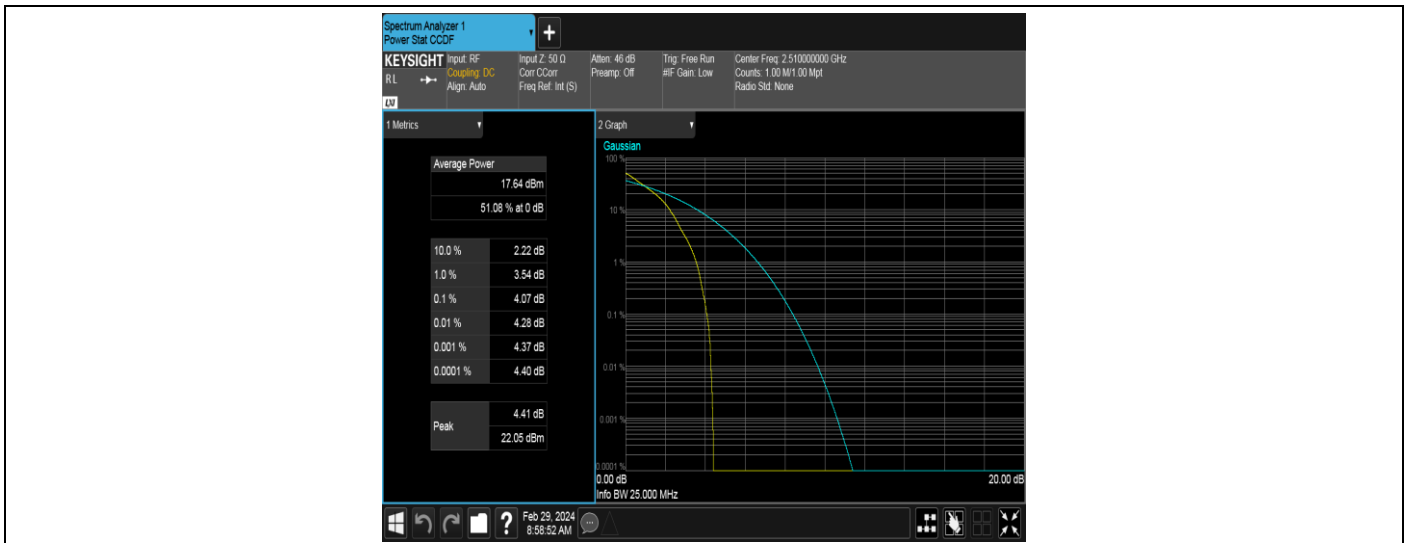 Spectrum Analyzer 1
Power Stat CCDF
+
KEYSIGHT
RL
LXI
Input: RF
Coupling: DC
Align: Auto
Input Z: 50 Ω
Corr CCorr
Freq Ref: Int (S)
Atten: 46 dB
Preamp: Off
Trig: Free Run
#IF Gain: Low
Center Freq: 2.510000000 GHz
Counts: 1.00 M/1.00 Mpt
Radio Std: None
1 Metrics
Average Power
17.64 dBm
51.08 % at 0 dB
10.0 % 2.22 dB
1.0 % 3.54 dB
0.1 % 4.07 dB
0.01 % 4.28 dB
0.001 % 4.37 dB
0.0001 % 4.40 dB
Peak
4.41 dB
22.05 dBm
2 Graph
Gaussian
100 %
10 %
1 %
0.1 %
0.01 %
0.001 %
0.0001 %
0.00 dB 20.00 dB
Info BW 25.000 MHz
?
Feb 29, 2024
8:58:52 AM